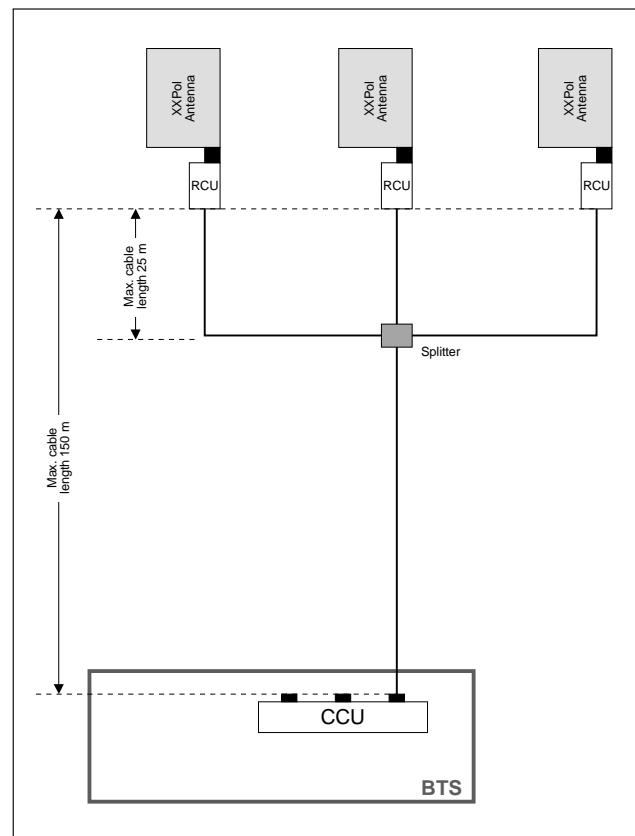 XXPol
Antenna
XXPol
Antenna
XXPol
Antenna
RCU
RCU
RCU
Max. cable
length 25 m
Splitter
Max. cable
length 150 m
CCU
BTS